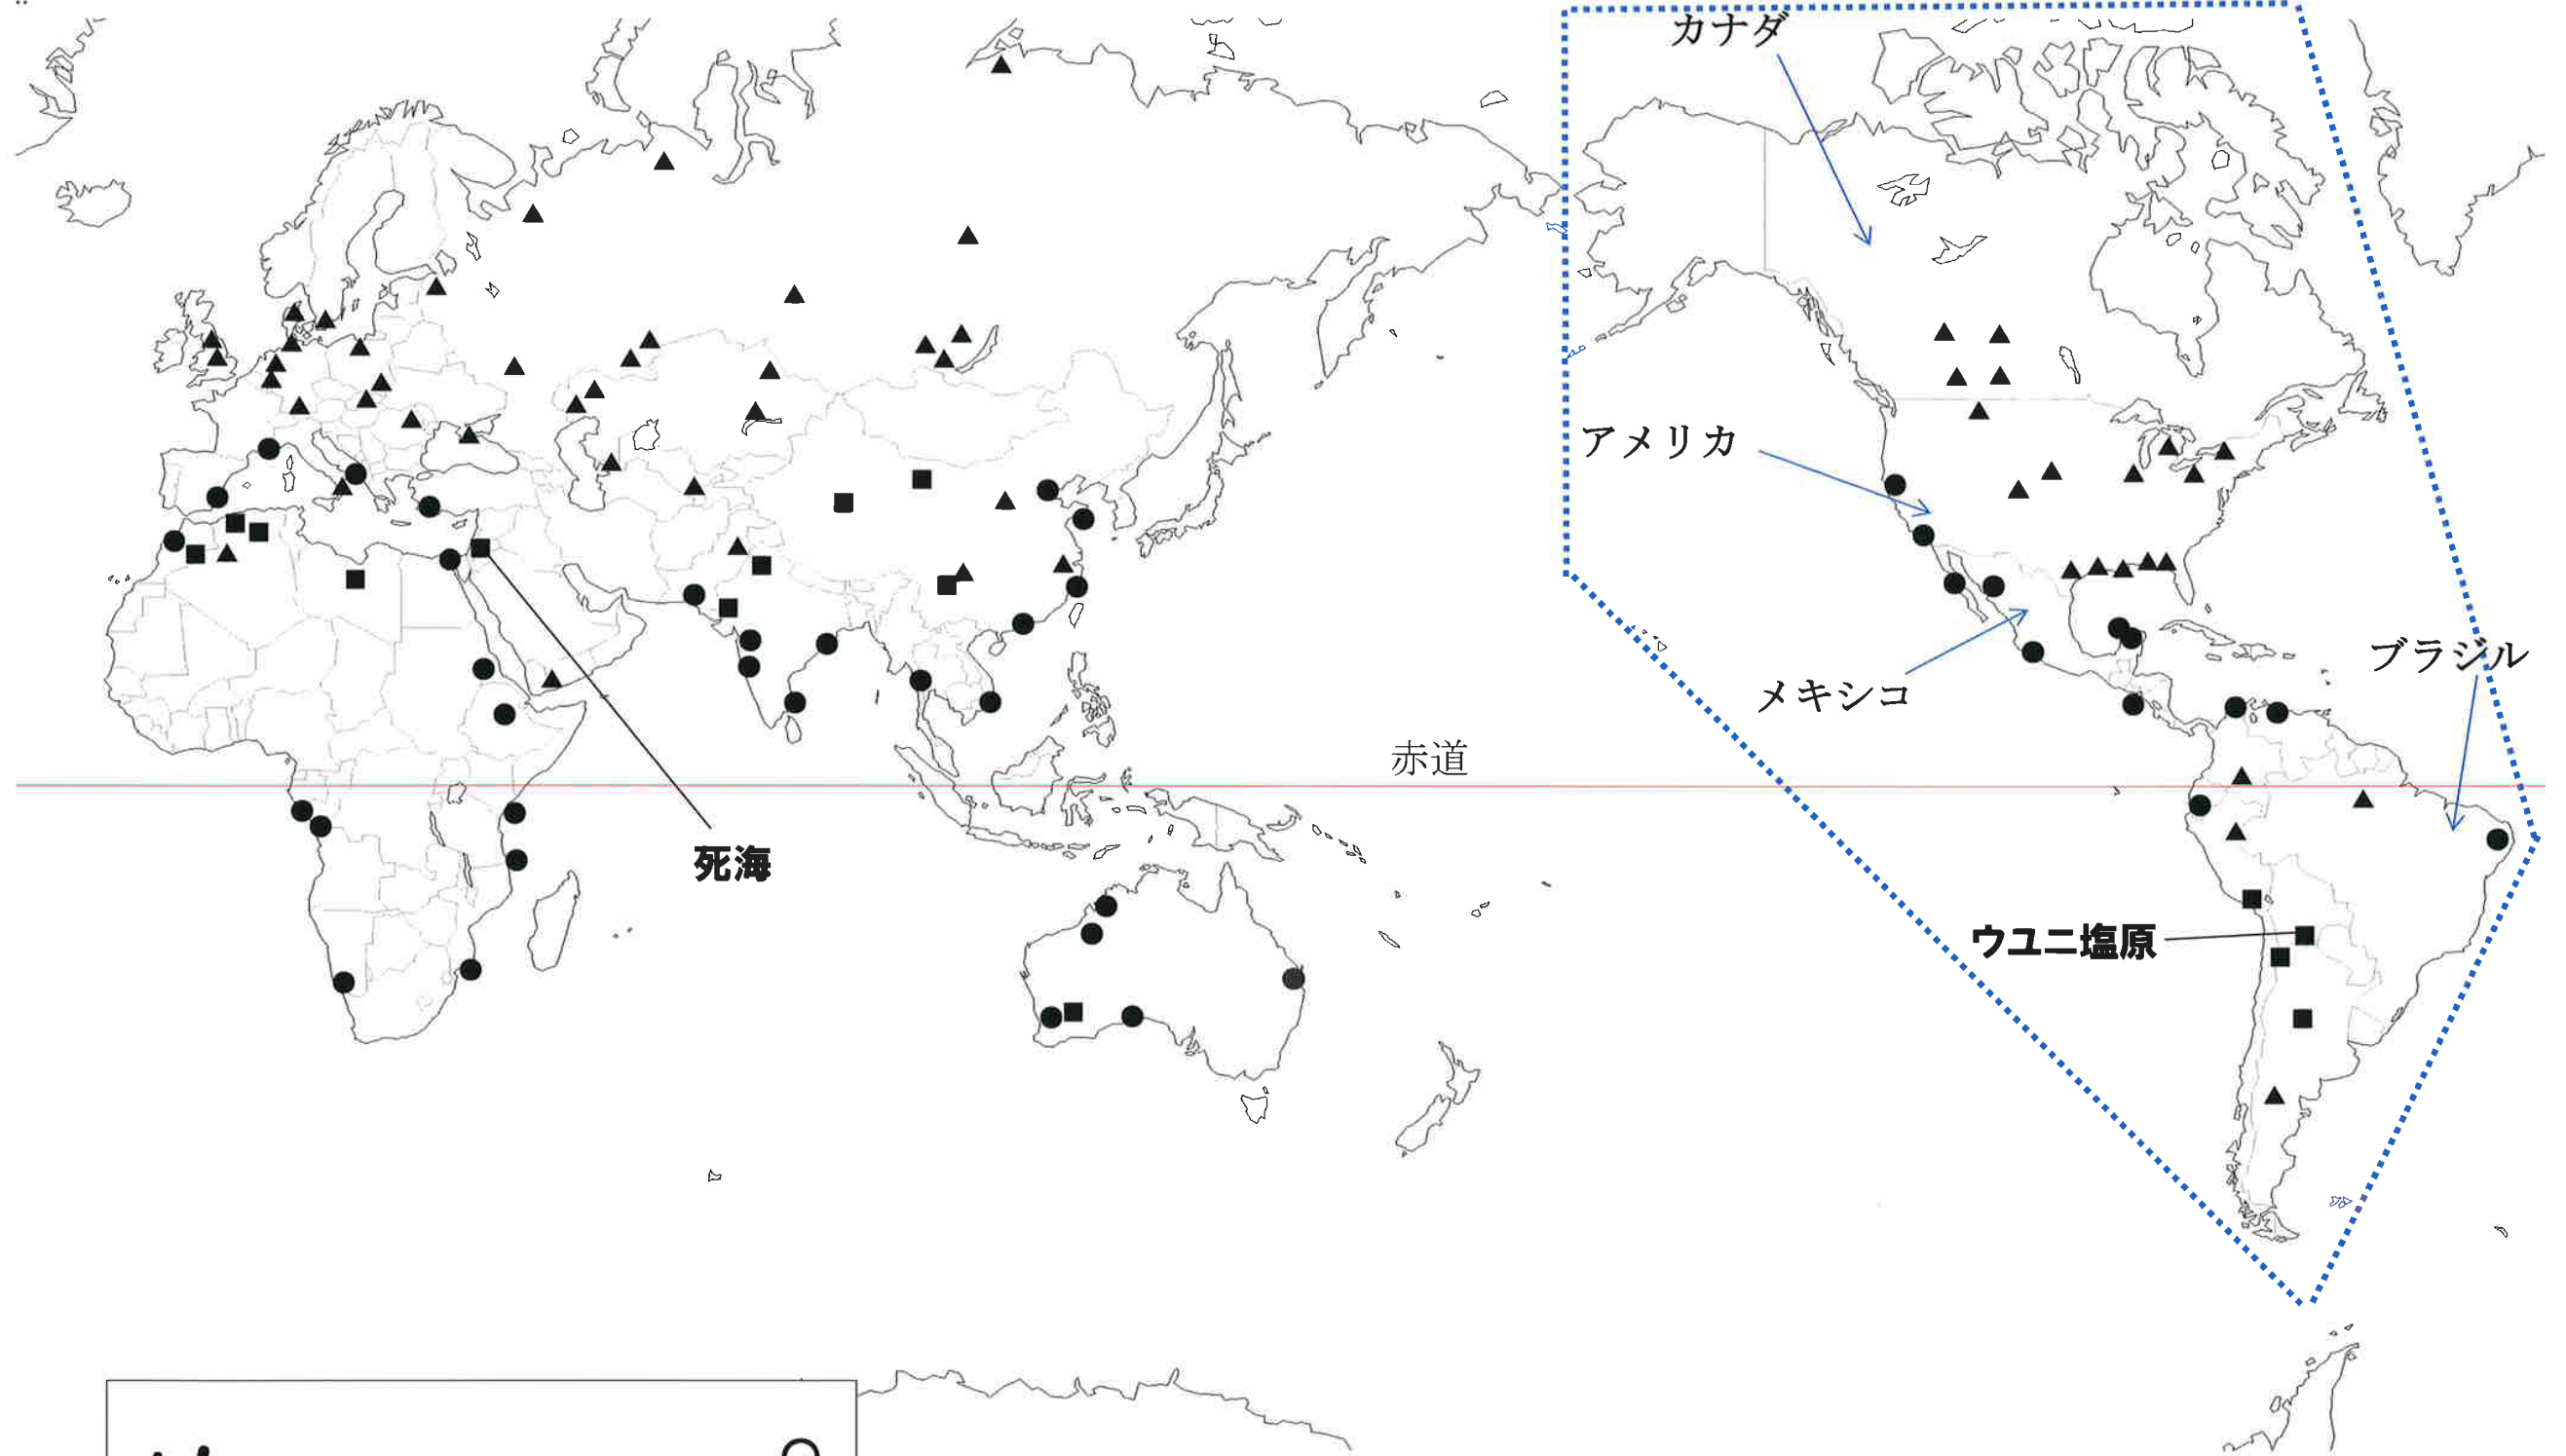 カナダ
アメリカ
メキシコ
ブラジル
赤道
死海
ウユニ塩原